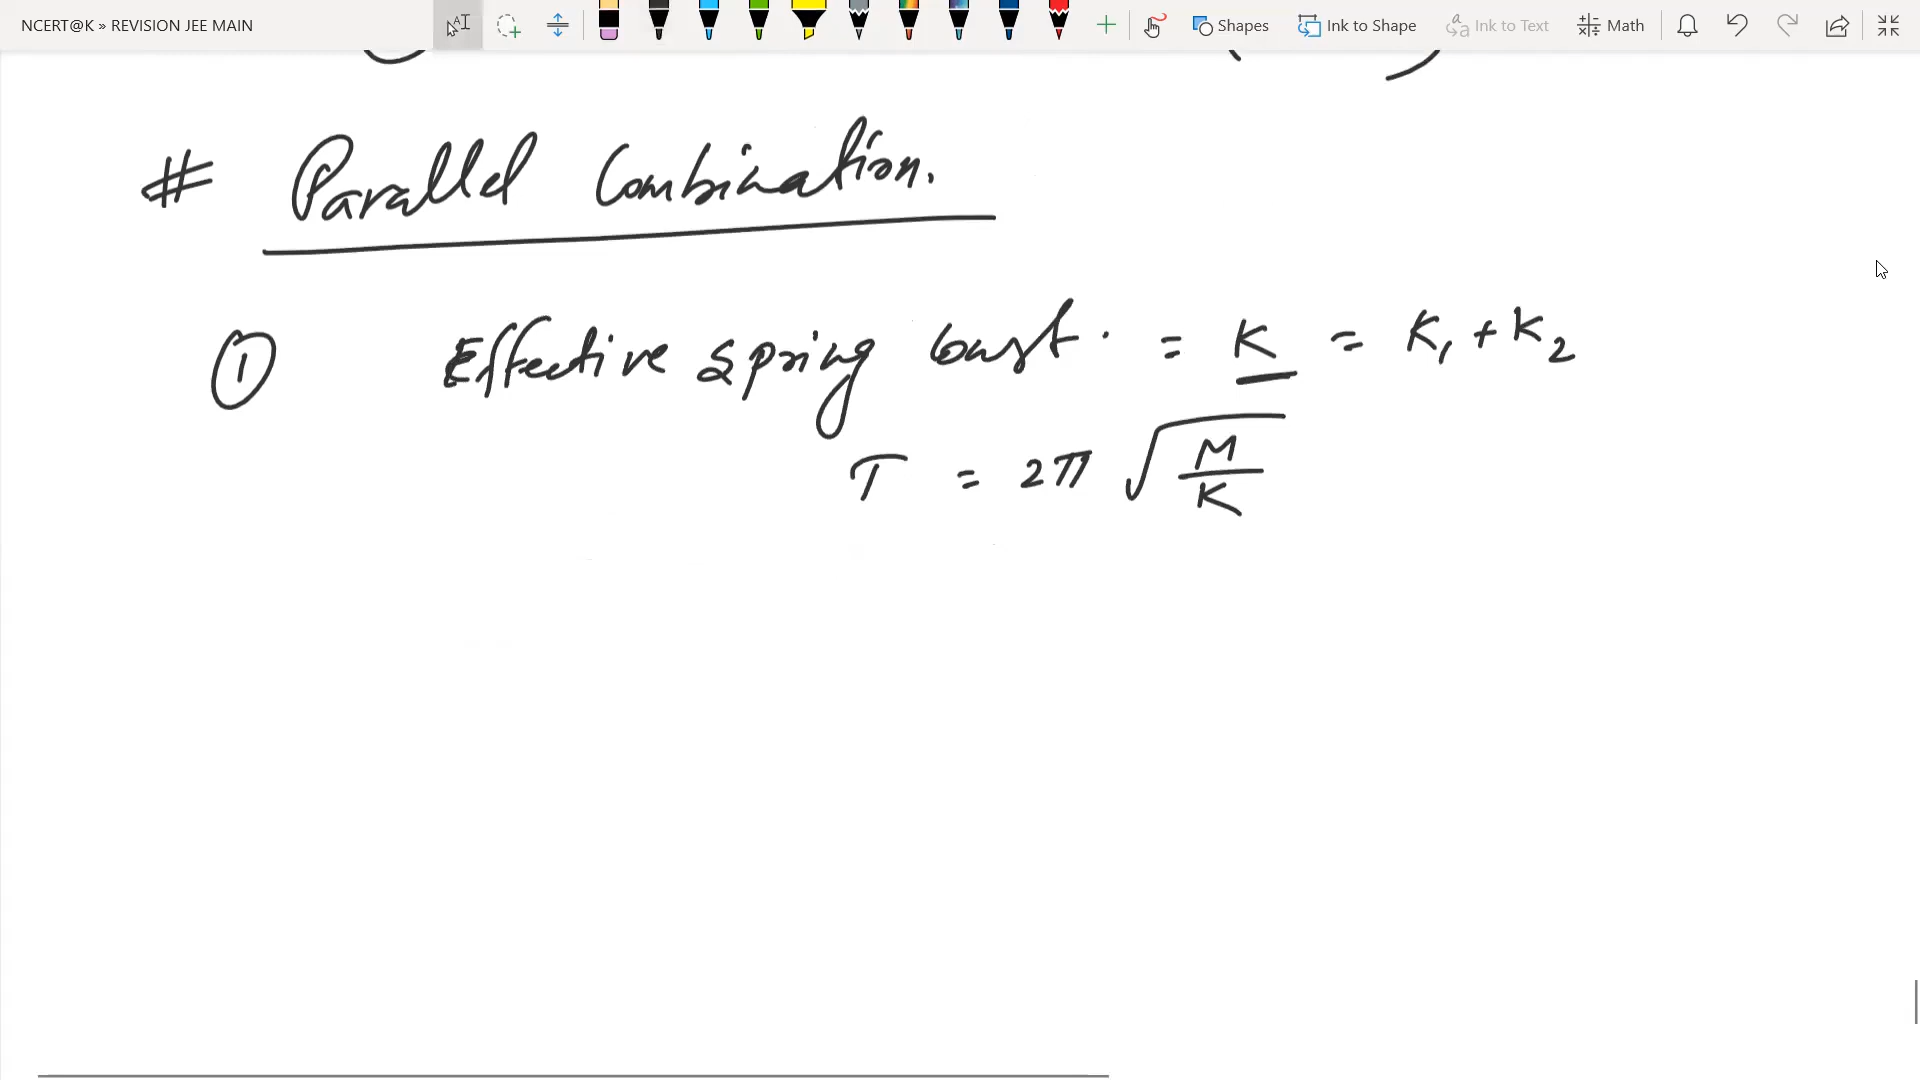 NCERT@K » REVISION JEE MAIN
Shapes
Ink to Shape
Ink to Text
Math
# Parallel Combination.
① Effective spring const. = K = K₁ + K₂
T = 2π √(M/K)